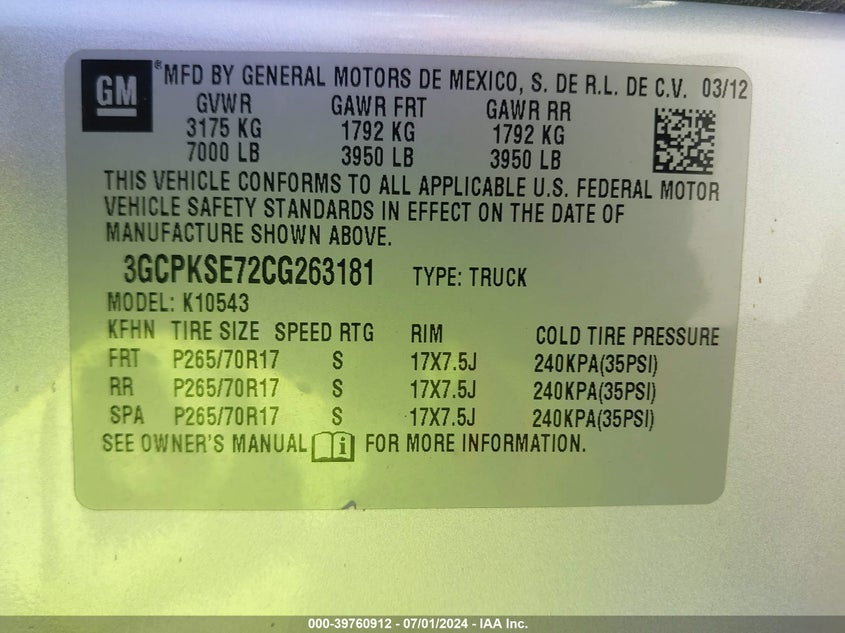 GM
® MFD BY GENERAL MOTORS DE MEXICO, S. DE R.L. DE C.V. 03/12
GVWR GAWR FRT GAWR RR
3175 KG 1792 KG 1792 KG
7000 LB 3950 LB 3950 LB
THIS VEHICLE CONFORMS TO ALL APPLICABLE U.S. FEDERAL MOTOR
VEHICLE SAFETY STANDARDS IN EFFECT ON THE DATE OF
MANUFACTURE SHOWN ABOVE.
3GCPKSE72CG263181 TYPE: TRUCK
MODEL: K10543
KFHN TIRE SIZE SPEED RTG RIM COLD TIRE PRESSURE
FRT P265/70R17 S 17X7.5J 240KPA(35PSI)
RR P265/70R17 S 17X7.5J 240KPA(35PSI)
SPA P265/70R17 S 17X7.5J 240KPA(35PSI)
SEE OWNER'S MANUAL i FOR MORE INFORMATION.
000-39760912 - 07/01/2024 - IAA Inc.